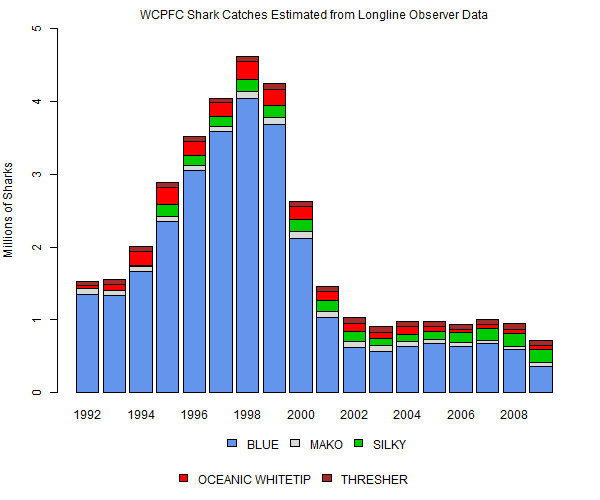 WCPFC Shark Catches Estimated from Longline Observer Data
Millions of Sharks
5
4
3
2
1
0
1992 1994 1996 1998 2000 2002 2004 2006 2008
BLUE MAKO SILKY
OCEANIC WHITETIP THRESHER